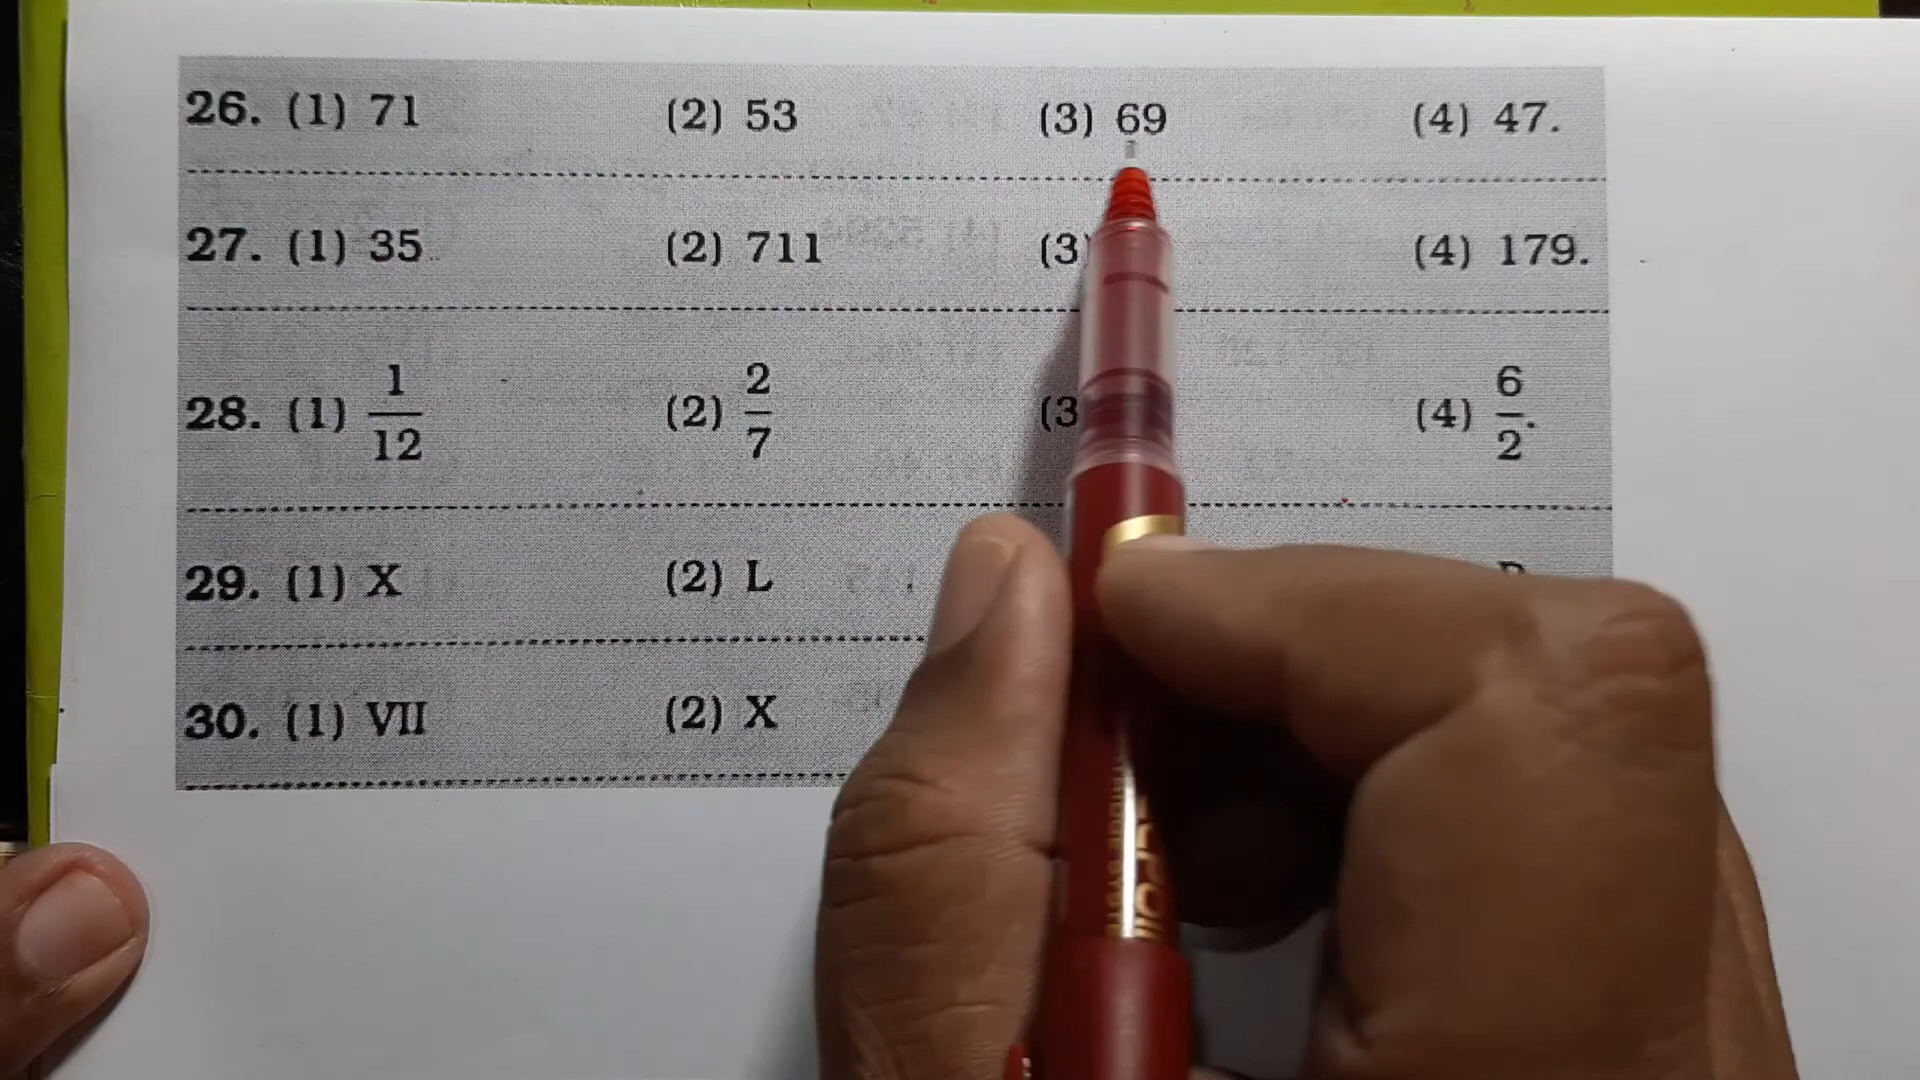 26. (1) 71 (2) 53 (3) 69 (4) 47.
27. (1) 35 (2) 711 (3) (4) 179.
28. (1) 1/12 (2) 2/7 (3 (4) 6/2.
29. (1) X (2) L
30. (1) VII (2) X